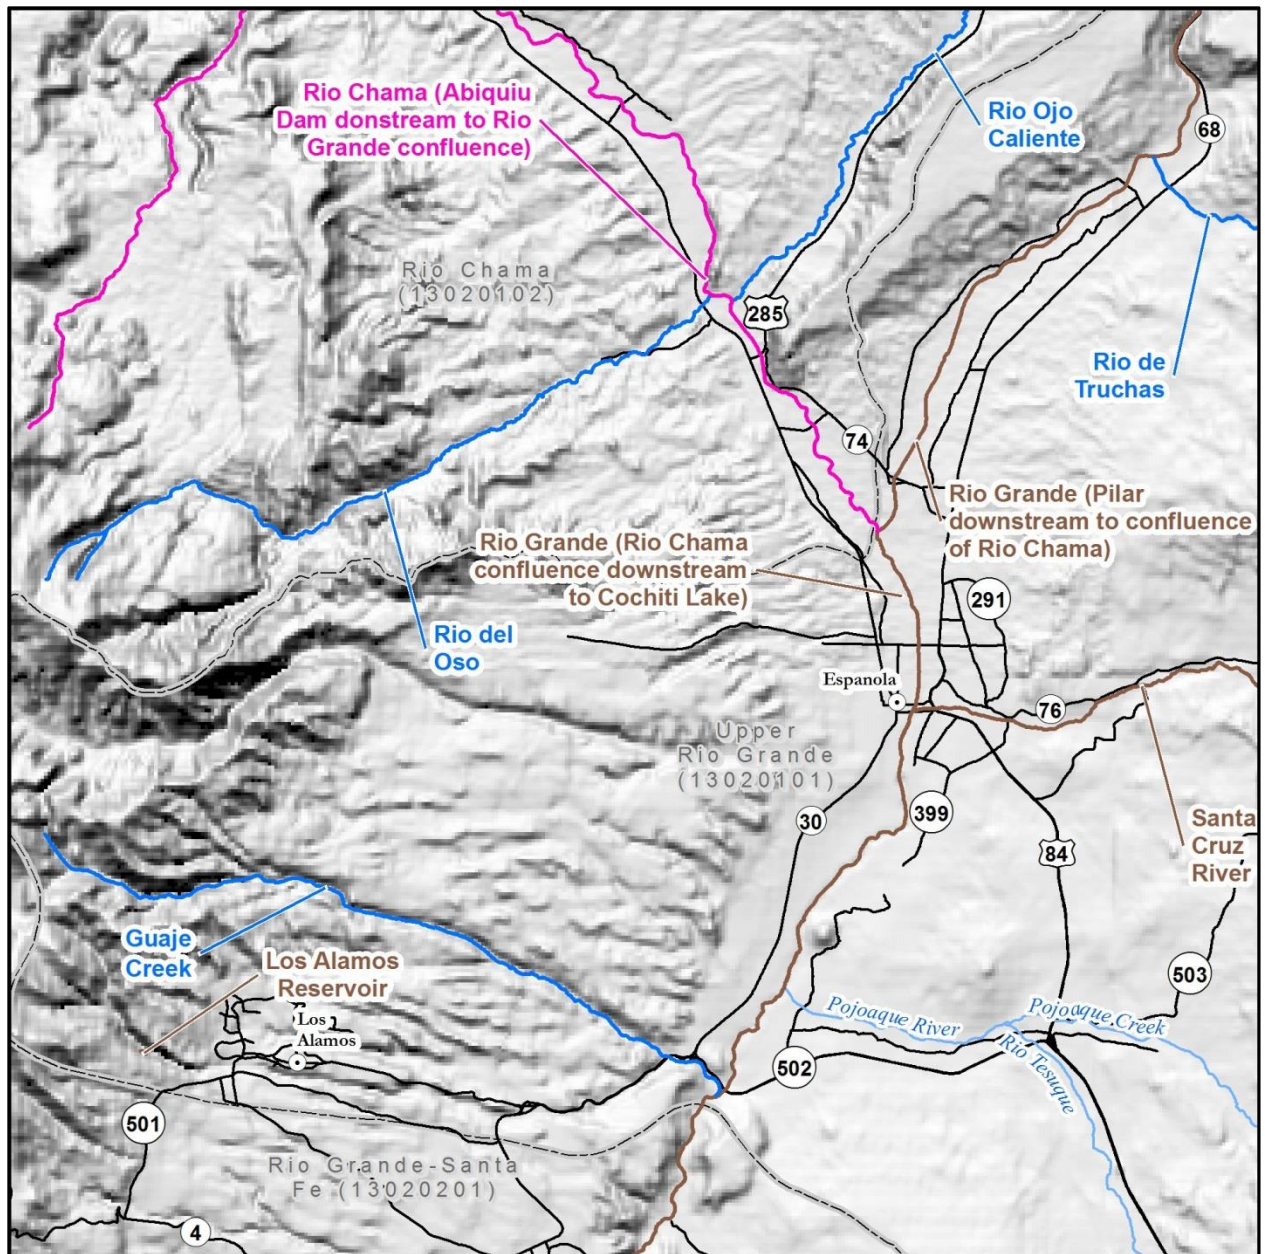 Rio Chama (Abiquiu
Dam donstream to Rio
Grande confluence)
Rio Ojo
Caliente
68
Rio Chama
(13020102)
285
Rio de
Truchas
74
Rio Grande (Pilar
downstream to confluence
of Rio Chama)
Rio Grande (Rio Chama
confluence downstream
to Cochiti Lake)
291
Rio del
Oso
Espanola
76
Upper
Rio Grande
(13020101)
30
399
Santa
Cruz
River
84
Guaje
Creek
Los Alamos
Reservoir
503
Los
Alamos
Pojoaque River
Pojoaque Creek
Rio Tesuque
502
501
Rio Grande-Santa
Fe (13020201)
4